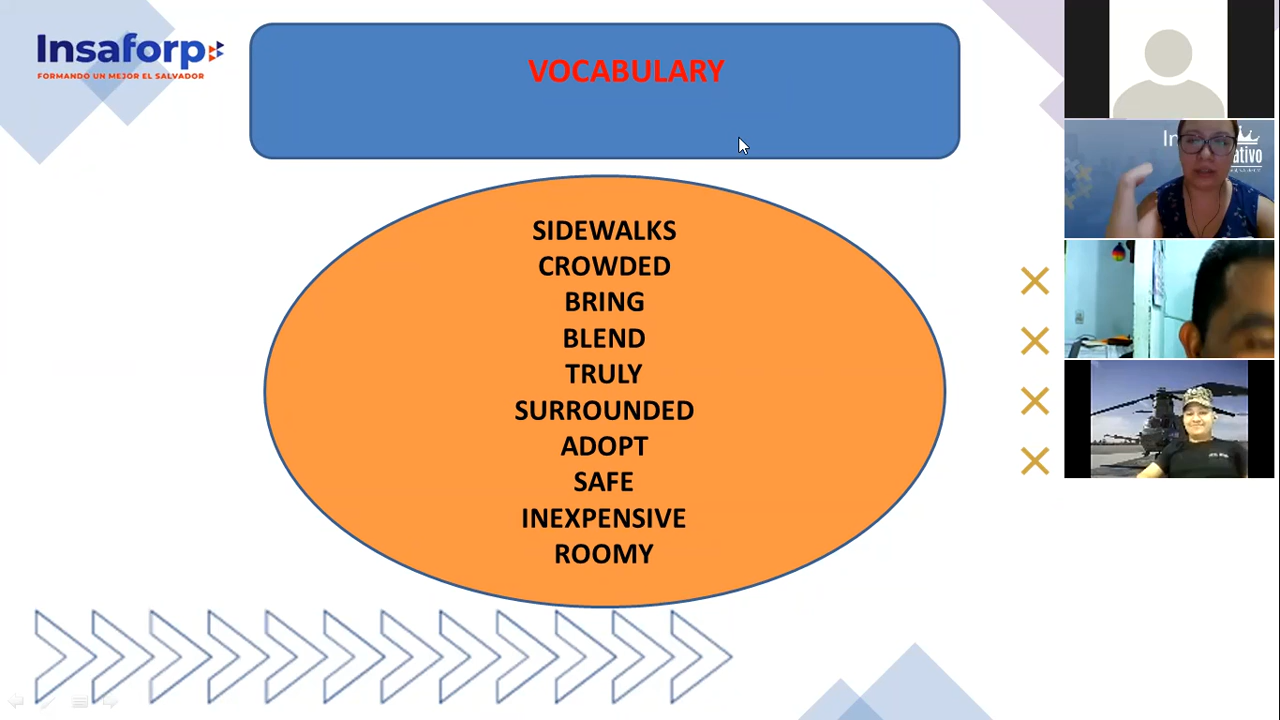 Insaforp
FORMANDO UN MEJOR EL SALVADOR
VOCABULARY
SIDEWALKS
CROWDED
BRING
BLEND
TRULY
SURROUNDED
ADOPT
SAFE
INEXPENSIVE
ROOMY